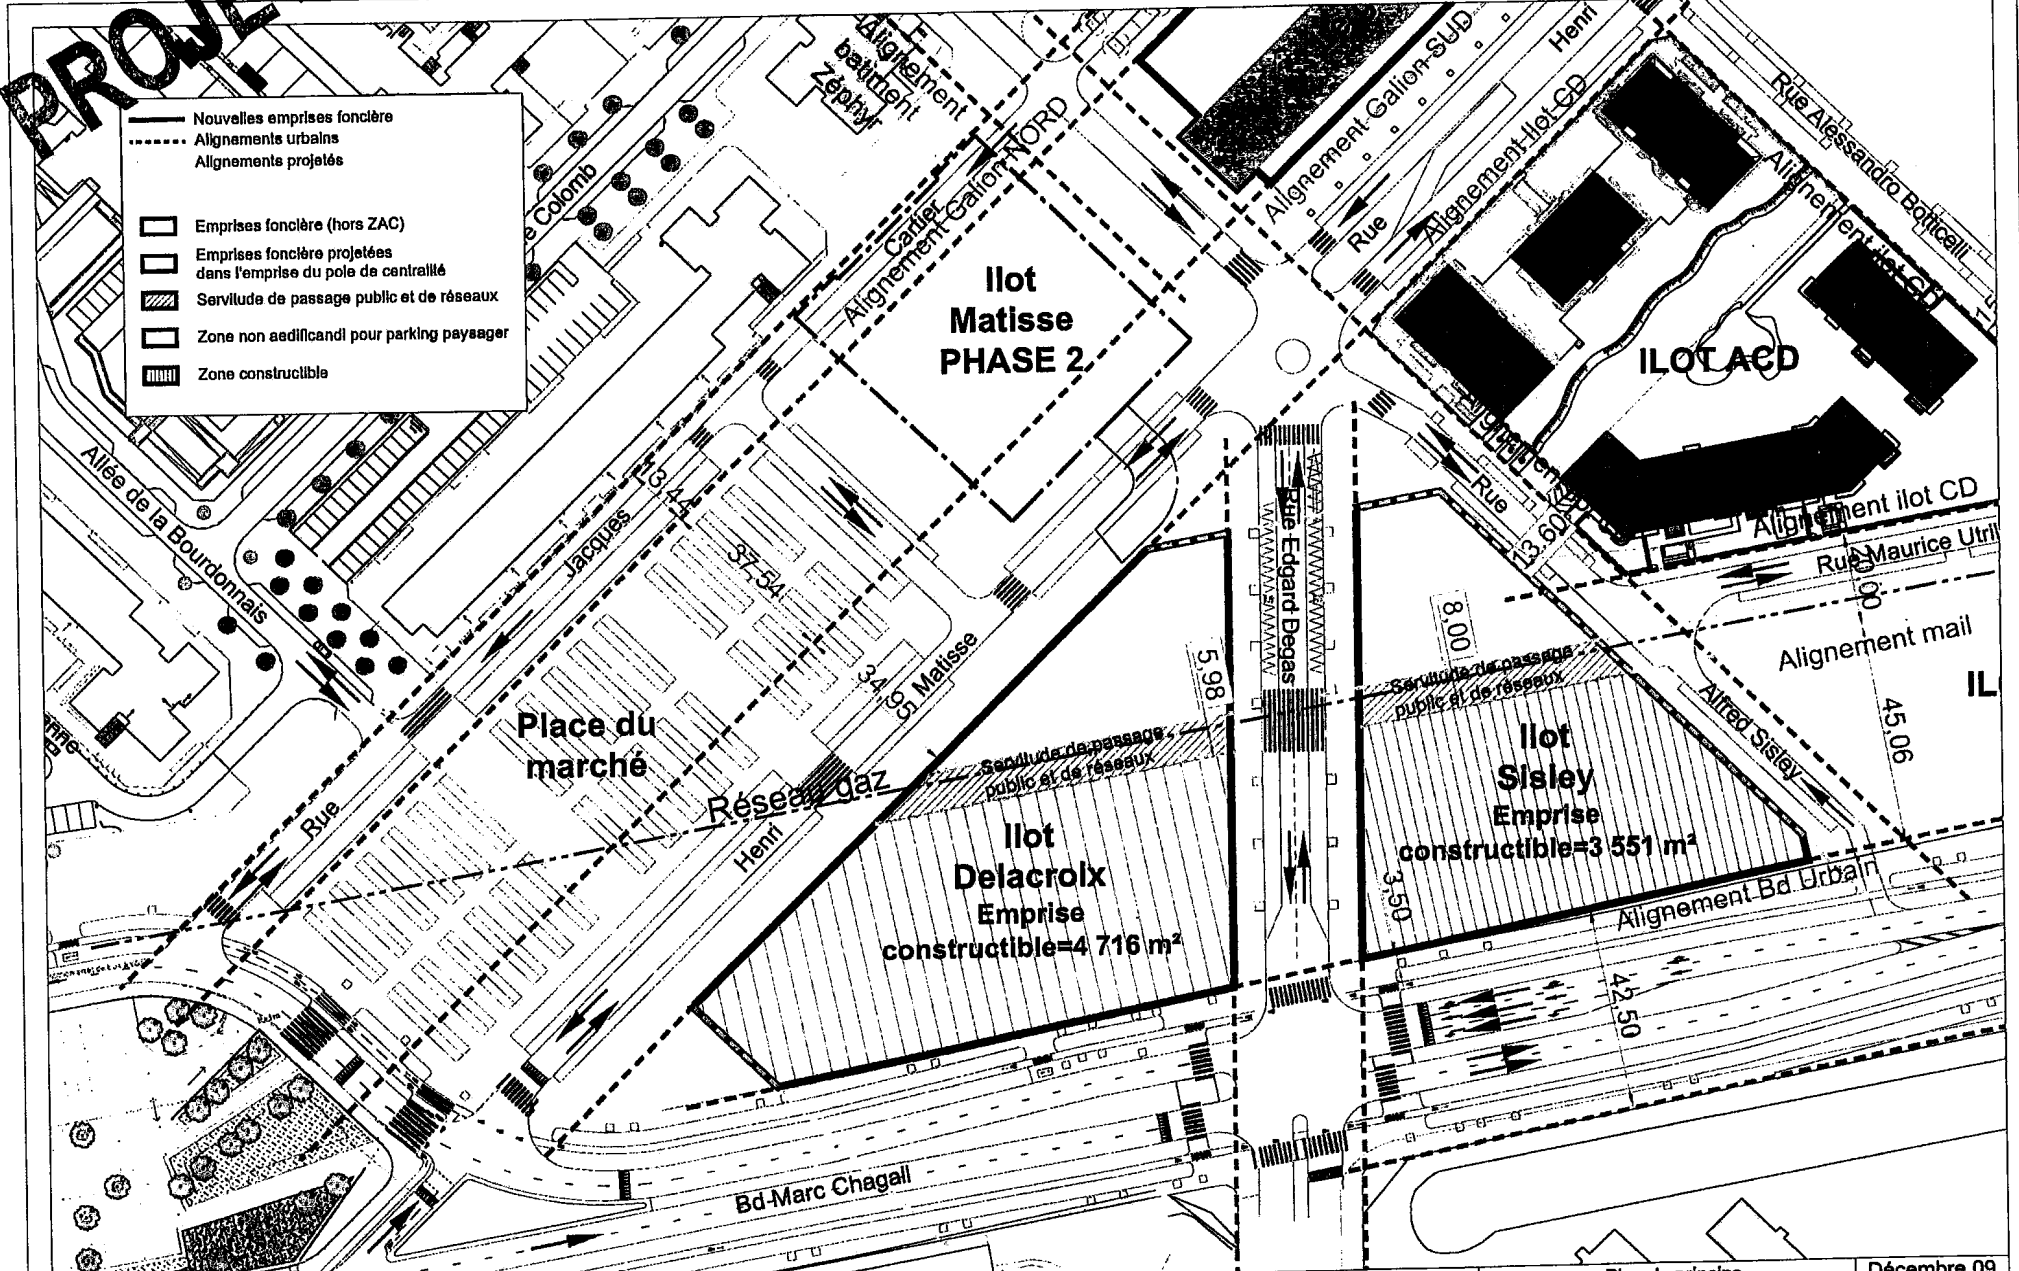 Nouvelles emprises foncière
Alignements urbains
Alignements projetés
Emprises foncière (hors ZAC)
Emprises foncière projetées
dans l'emprise du pole de centralité
Servitude de passage public et de réseaux
Zone non aedificandi pour parking paysager
Zone constructible
Colomb
Alignement
batiment
Zéphyr
Cartier
Alignement Galion NORD
Alignement Galion SUD
Henri
Rue
Alignement Ilot CD
Rue Alessandro Botticelli
Alignement ilot CD
Ilot
Matisse
PHASE 2
ILOT ACD
Alignement ilot CD
Rue Maurice Utril
20,00
Alignement mail
IL
45,06
Allée de la Bourdonnais
Jacques
13,44
37,54
34,95
Matisse
Rue Edgard Degas
5,98
8,00
Rue
13,60
Alfred Sisley
Place du
marché
Rue
Réseau gaz
Henri
Servitude de passage
public et de réseaux
Servitude de passage
public et de réseaux
Ilot
Delacroix
Emprise
constructible=4 716 m²
Ilot
Sisley
Emprise
constructible=3 551 m²
3,50
Alignement Bd Urbain
42,50
Bd Marc Chagall
Décembre 09